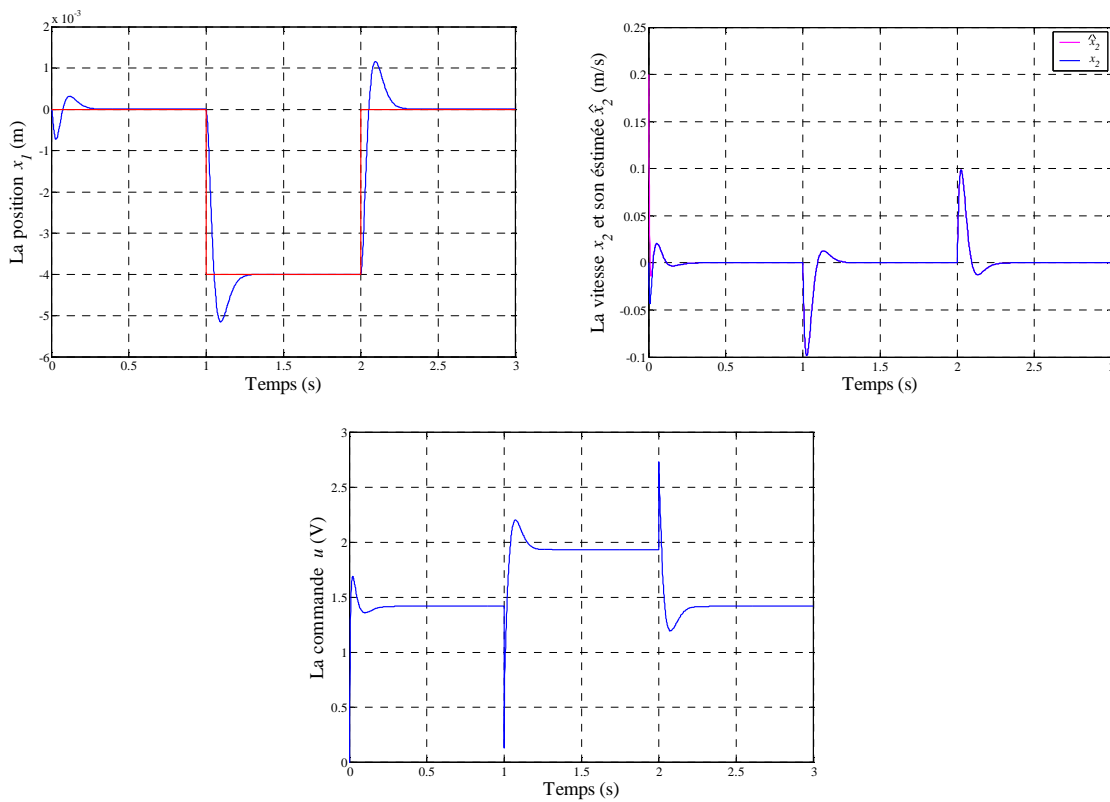 x 10⁻³
2
1
0
-1
-2
-3
-4
-5
-6
La position x₁ (m)
0 0.5 1 1.5 2 2.5 3
Temps (s)
0.25
0.2
0.15
0.1
0.05
0
-0.05
-0.1
La vitesse x₂ et son éstimée x̂₂ (m/s)
x̂₂
x₂
0 0.5 1 1.5 2 2.5 3
Temps (s)
3
2.5
2
1.5
1
0.5
0
La commande u (V)
0 0.5 1 1.5 2 2.5 3
Temps (s)